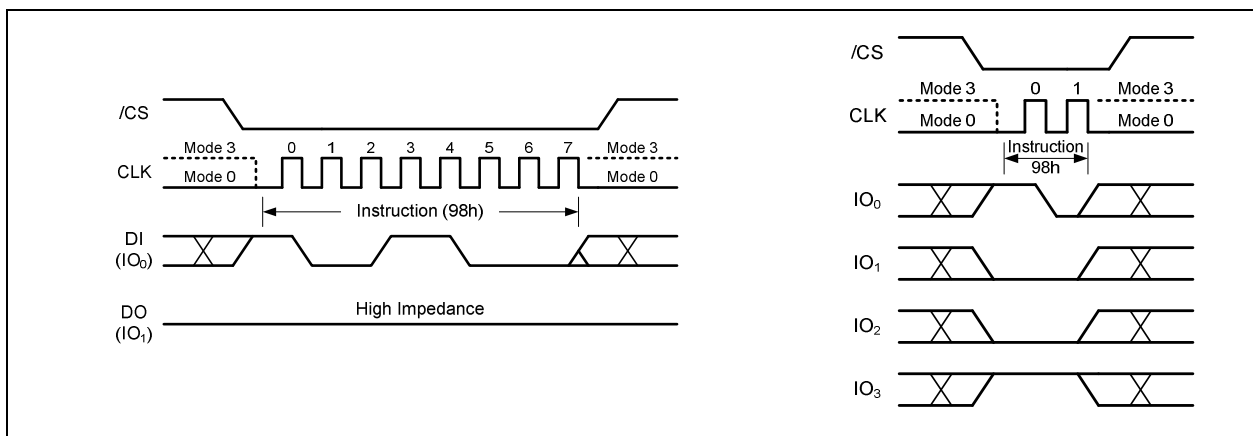 /CS
Mode 3 0 1 2 3 4 5 6 7 Mode 3
CLK Mode 0 Mode 0
Instruction (98h)
DI
(IO₀)
DO
(IO₁)
High Impedance
/CS
Mode 3 0 1 Mode 3
CLK Mode 0 Mode 0
Instruction
98h
IO₀
IO₁
IO₂
IO₃